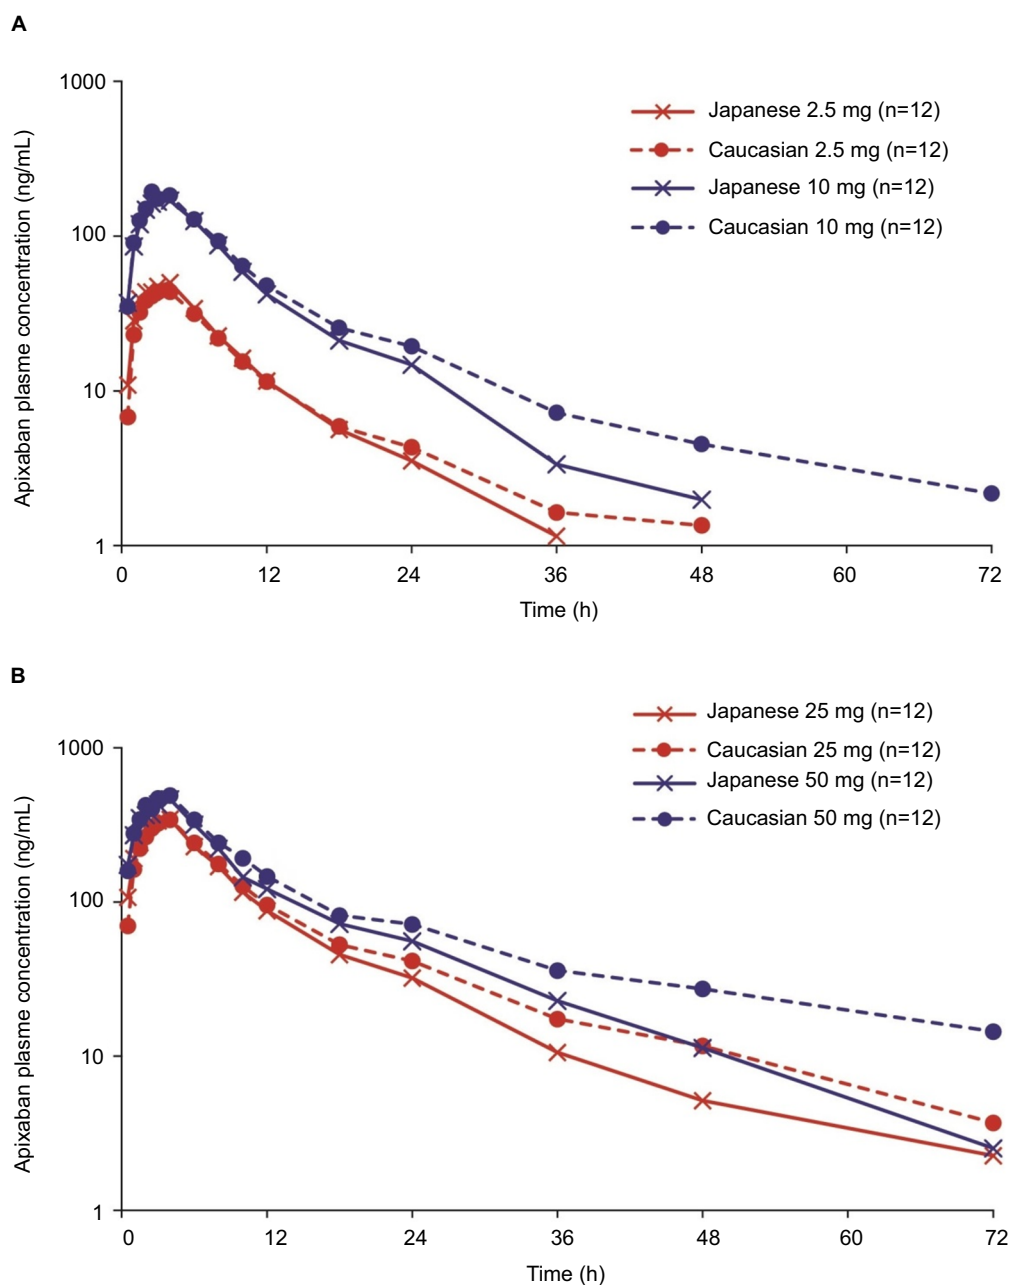 A
Apixaban plasme concentration (ng/mL)
1000
100
10
1
Japanese 2.5 mg (n=12)
Caucasian 2.5 mg (n=12)
Japanese 10 mg (n=12)
Caucasian 10 mg (n=12)
0 12 24 36 48 60 72
Time (h)
B
Apixaban plasme concentration (ng/mL)
1000
100
10
1
Japanese 25 mg (n=12)
Caucasian 25 mg (n=12)
Japanese 50 mg (n=12)
Caucasian 50 mg (n=12)
0 12 24 36 48 60 72
Time (h)